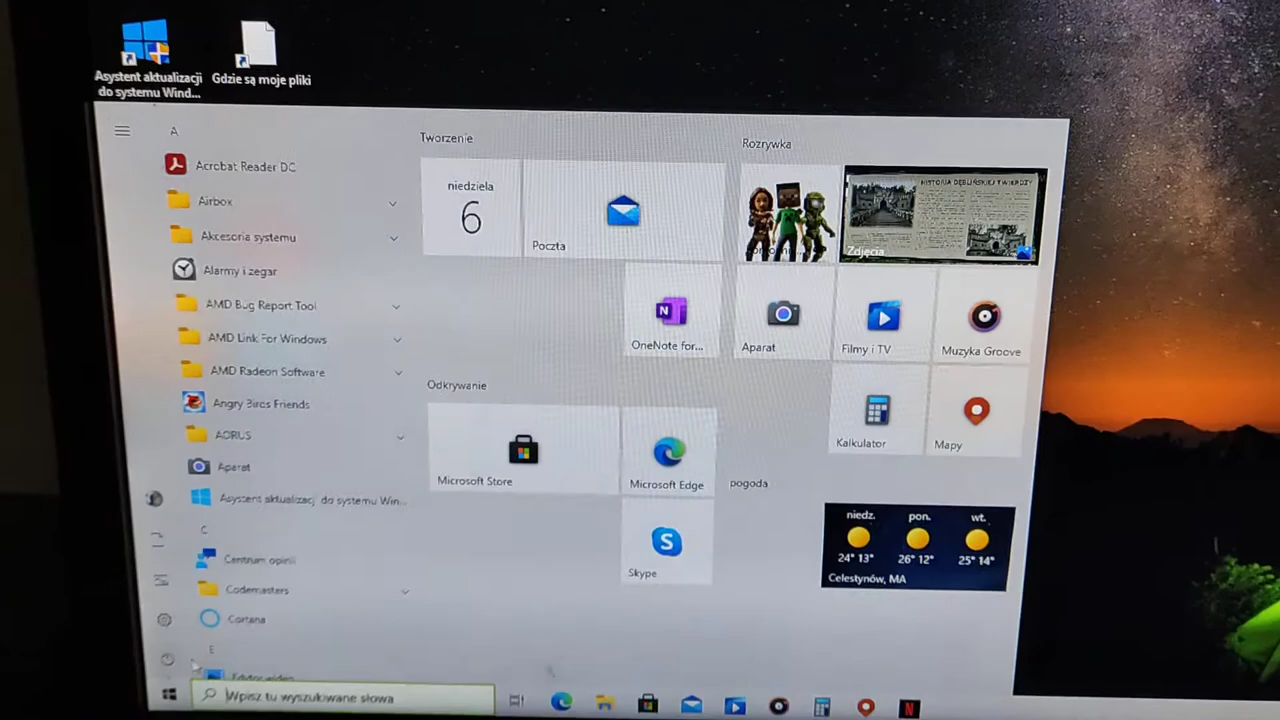 Asystent aktualizacji
do systemu Wind...
Gdzie są moje pliki
A
Acrobat Reader DC
Airbox
Akcesoria systemu
Alarmy i zegar
AMD Bug Report Tool
AMD Link For Windows
AMD Radeon Software
Angry Birds Friends
AORUS
Aparat
Asystent aktualizacji do systemu Win...
C
Centrum opinii
Codemasters
Cortana
E
Edytor wideo
Wpisz tu wyszukiwane słowa
Tworzenie
niedziela
6
Poczta
OneNote for...
Odkrywanie
Microsoft Store
Microsoft Edge
Skype
Rozrywka
HISTORIA DĘBLIŃSKIEJ TWIERDZY
Zdjęcia
Aparat
Filmy i TV
Muzyka Groove
Kalkulator
Mapy
pogoda
niedz. pon. wt.
24° 13° 26° 12° 25° 14°
Celestynów, MA